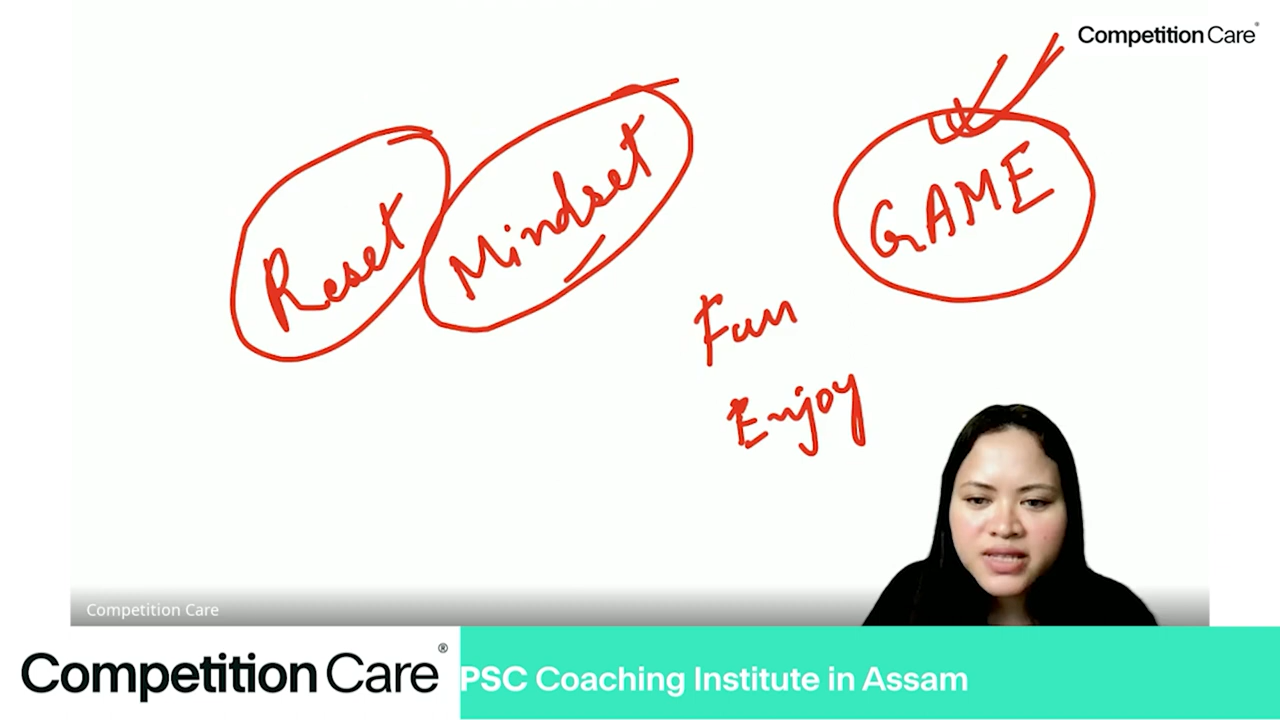 Competition Care®
Reset Mindset
GAME
Fun
Enjoy
Competition Care
Competition Care®
PSC Coaching Institute in Assam